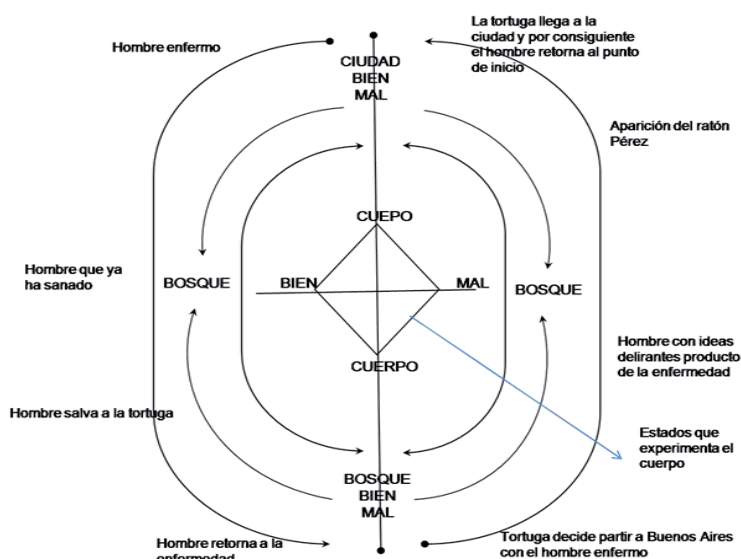 Hombre enfermo
La tortuga llega a la
ciudad y por consiguiente
el hombre retorna al punto
de inicio
CIUDAD
BIEN
MAL
Aparición del ratón
Pérez
CUEPO
Hombre que ya
ha sanado
BOSQUE
BIEN
MAL
BOSQUE
Hombre con ideas
delirantes producto
de la enfermedad
CUERPO
Hombre salva a la tortuga
Estados que
experimenta el
cuerpo
BOSQUE
BIEN
MAL
Hombre retorna a la
enfermedad
Tortuga decide partir a Buenos Aires
con el hombre enfermo